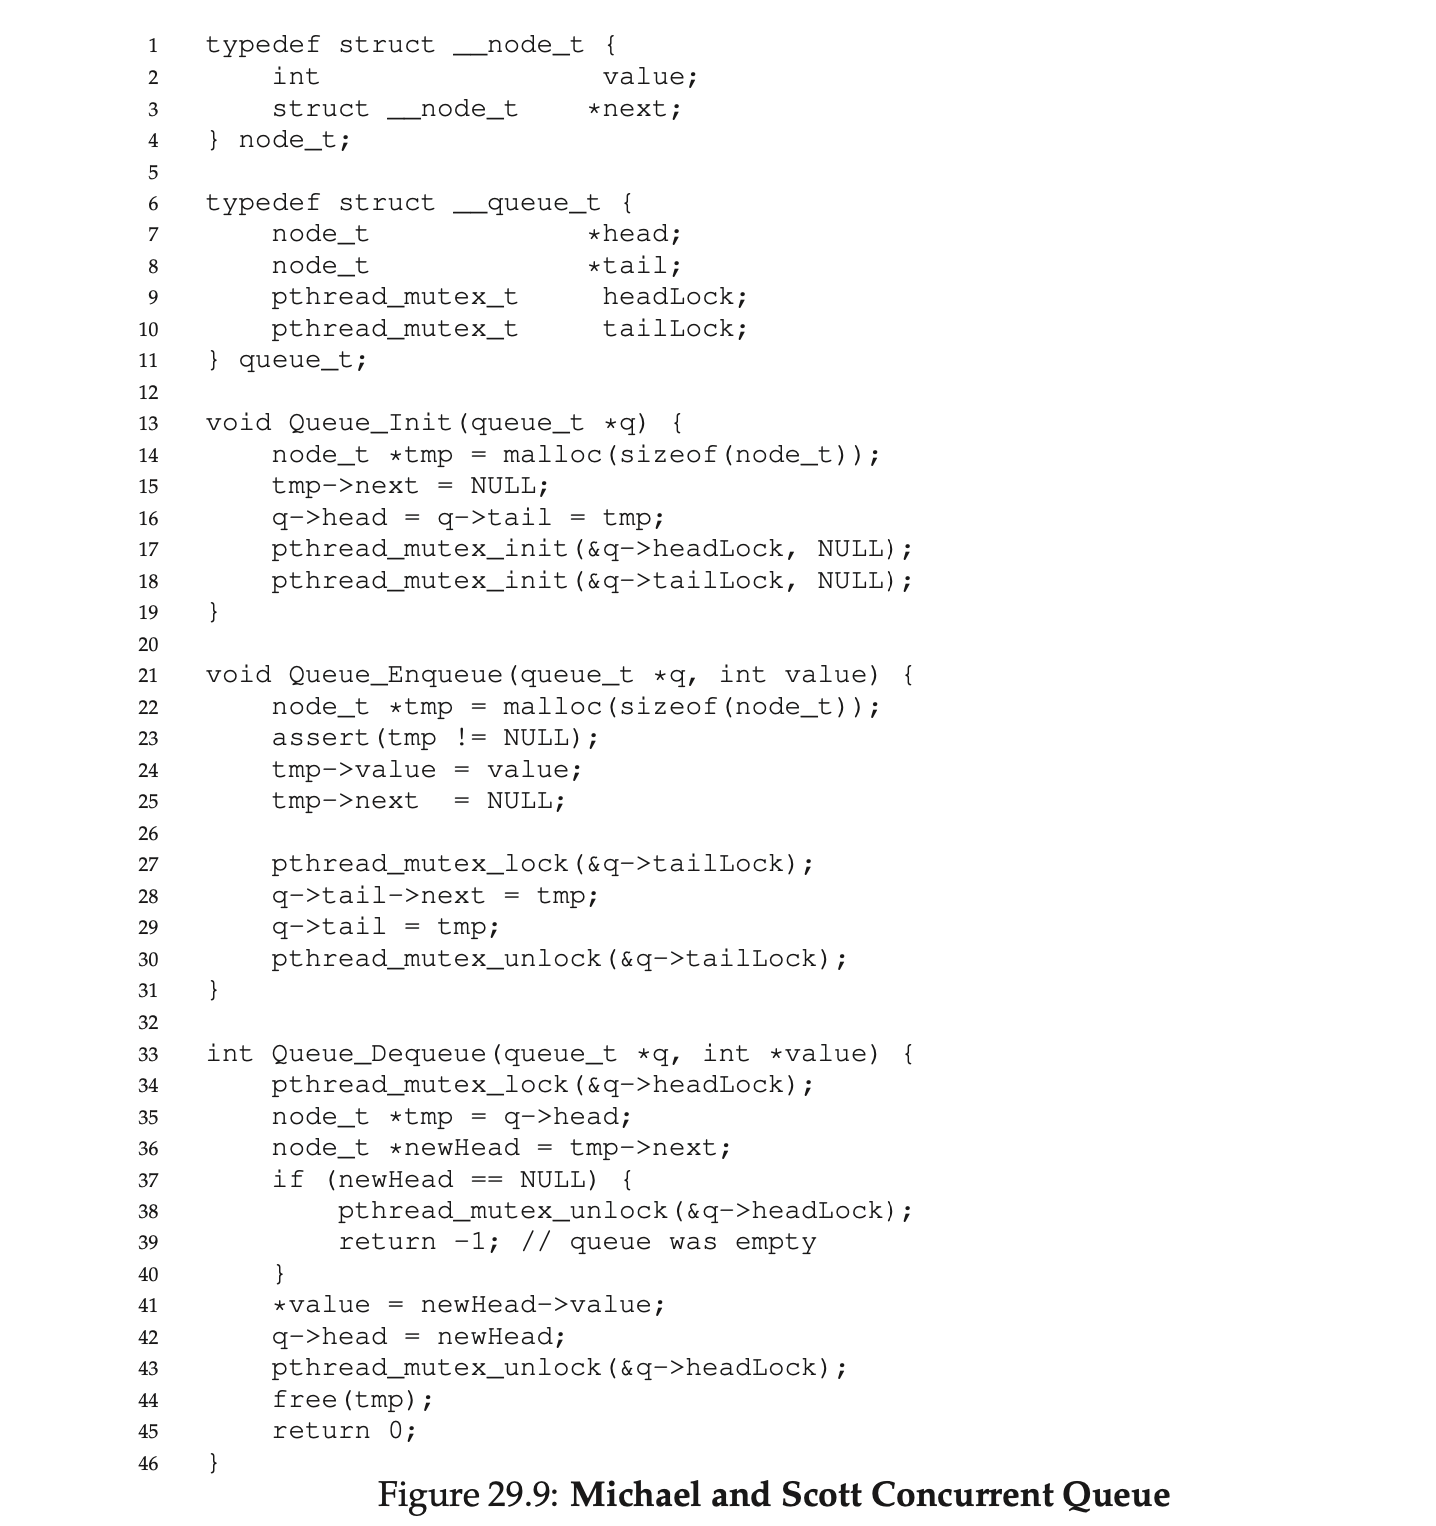 1 typedef struct __node_t {
2     int                 value;
3     struct __node_t    *next;
4 } node_t;
5
6 typedef struct __queue_t {
7     node_t             *head;
8     node_t             *tail;
9     pthread_mutex_t     headLock;
10     pthread_mutex_t     tailLock;
11 } queue_t;
12
13 void Queue_Init(queue_t *q) {
14     node_t *tmp = malloc(sizeof(node_t));
15     tmp->next = NULL;
16     q->head = q->tail = tmp;
17     pthread_mutex_init(&q->headLock, NULL);
18     pthread_mutex_init(&q->tailLock, NULL);
19 }
20
21 void Queue_Enqueue(queue_t *q, int value) {
22     node_t *tmp = malloc(sizeof(node_t));
23     assert(tmp != NULL);
24     tmp->value = value;
25     tmp->next  = NULL;
26
27     pthread_mutex_lock(&q->tailLock);
28     q->tail->next = tmp;
29     q->tail = tmp;
30     pthread_mutex_unlock(&q->tailLock);
31 }
32
33 int Queue_Dequeue(queue_t *q, int *value) {
34     pthread_mutex_lock(&q->headLock);
35     node_t *tmp = q->head;
36     node_t *newHead = tmp->next;
37     if (newHead == NULL) {
38         pthread_mutex_unlock(&q->headLock);
39         return -1; // queue was empty
40     }
41     *value = newHead->value;
42     q->head = newHead;
43     pthread_mutex_unlock(&q->headLock);
44     free(tmp);
45     return 0;
46 }
Figure 29.9: Michael and Scott Concurrent Queue